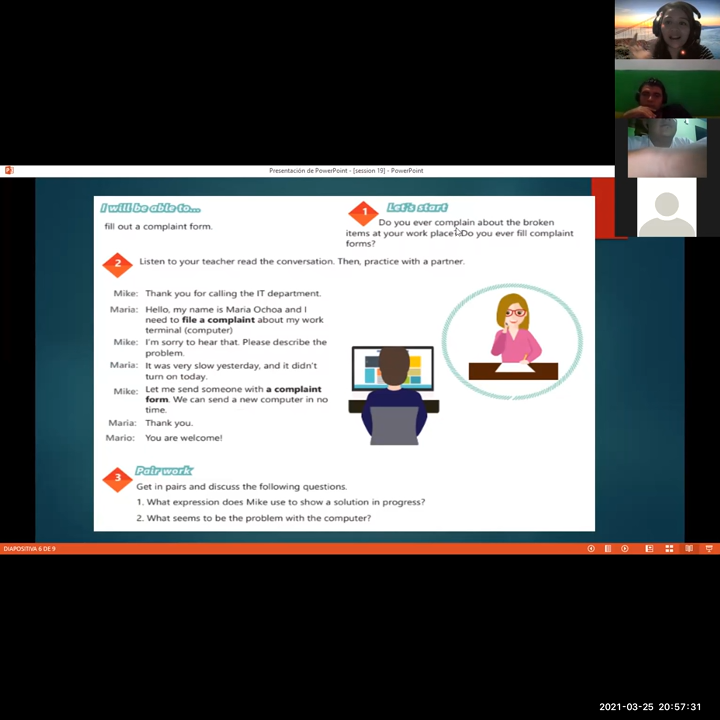 Presentación de PowerPoint - [session 19] - PowerPoint
I will be able to...
fill out a complaint form.
1
Let's start
Do you ever complain about the broken
items at your work place? Do you ever fill complaint
forms?
2
Listen to your teacher read the conversation. Then, practice with a partner.
Mike: Thank you for calling the IT department.
Maria: Hello, my name is Maria Ochoa and I
need to file a complaint about my work
terminal (computer)
Mike: I'm sorry to hear that. Please describe the
problem.
Maria: It was very slow yesterday, and it didn't
turn on today.
Mike: Let me send someone with a complaint
form. We can send a new computer in no
time.
Maria: Thank you.
Mario: You are welcome!
3
Pair work
Get in pairs and discuss the following questions.
1. What expression does Mike use to show a solution in progress?
2. What seems to be the problem with the computer?
DIAPOSITIVA 6 DE 9
2021-03-25 20:57:31